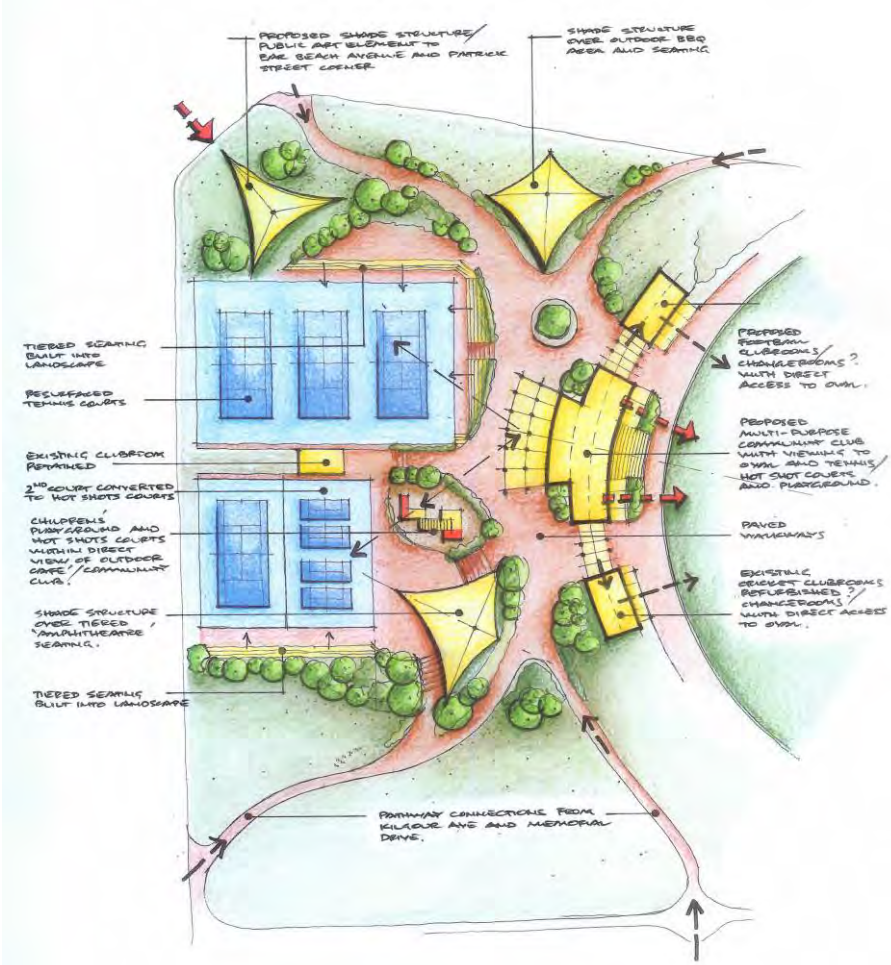 PROPOSED SHADE STRUCTURE/
PUBLIC ART ELEMENT TO
BAR BEACH AVENUE AND PATRICK
STREET CORNER
SHADE STRUCTURE
OVER OUTDOOR BBQ
AREA AND SEATING
TIERED SEATING
BUILT INTO
LANDSCAPE
RESURFACED
TENNIS COURTS
EXISTING CLUBROOM
RETAINED
2ND COURT CONVERTED
TO HOT SHOTS COURTS
CHILDRENS'
PLAYGROUND AND
HOT SHOTS COURTS
WITHIN DIRECT
VIEW OF OUTDOOR
CAFE'/COMMUNITY
CLUB.
SHADE STRUCTURE
OVER TIERED
'AMPHITHEATRE'
SEATING.
TIERED SEATING
BUILT INTO LANDSCAPE
PROPOSED
FOOTBALL
CLUBROOMS/
CHANGEROOMS?
WITH DIRECT
ACCESS TO OVAL.
PROPOSED
MULTI-PURPOSE
COMMUNITY CLUB
WITH VIEWING TO
OVAL AND TENNIS/
HOT SHOT COURTS
AND PLAYGROUND.
PAVED
WALKWAYS
EXISTING
CRICKET CLUBROOMS
REFURBISHED?
CHANGEROOMS/
WITH DIRECT ACCESS
TO OVAL.
PATHWAY CONNECTIONS FROM
KILGOUR AVE AND MEMORIAL
DRIVE.